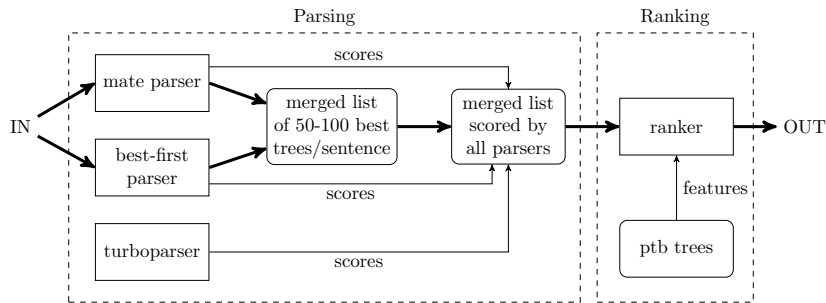 Parsing
Ranking
scores
mate parser
IN
best-first
parser
merged list
of 50-100 best
trees/sentence
merged list
scored by
all parsers
ranker
OUT
scores
features
turboparser
scores
ptb trees